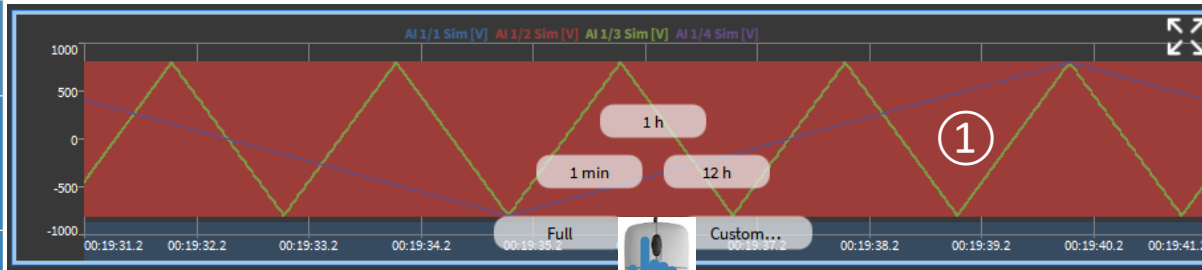 AI 1/1 Sim [V] AI 1/2 Sim [V] AI 1/3 Sim [V] AI 1/4 Sim [V]
1000
500
1 h
①
0
1 min 12 h
-500
Full Custom...
-1000
00:19:31.2 00:19:32.2 00:19:33.2 00:19:34.2 00:19:35.2 00:19:37.2 00:19:38.2 00:19:39.2 00:19:40.2 00:19:41.2